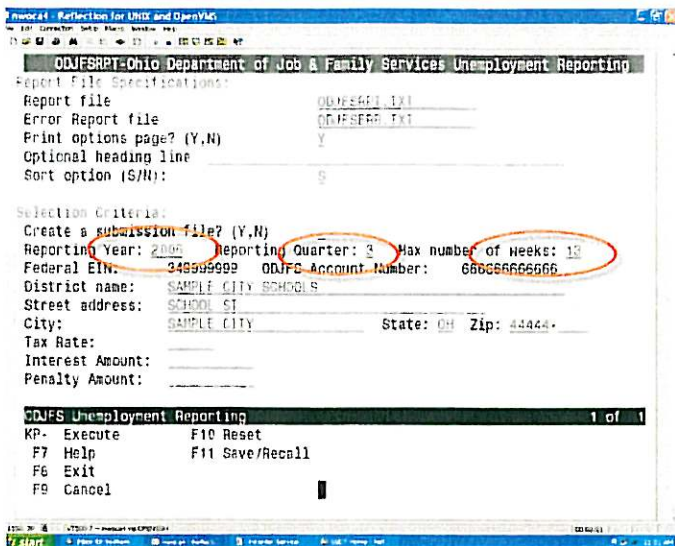 nwocat - Reflection for UNIX and OpenVMS
ODJFSRPT-Ohio Department of Job & Family Services Unemployment Reporting
Report File Specifications:
Report file ODJFSRPT.TXT
Error Report file ODJFSERR.TXT
Print options page? (Y,N) Y
Optional heading line
Sort option (S/N): S
Selection Criteria:
Create a submission file? (Y,N)
Reporting Year: Reporting Quarter: 3 Max number of weeks:
Federal EIN: 349999999 ODJFS Account Number: 666666666666
District name: SAMPLE CITY SCHOOLS
Street address: SCHOOL ST
City: SAMPLE CITY State: OH Zip: 44444-
Tax Rate:
Interest Amount:
Penalty Amount:
ODJFS Unemployment Reporting 1 of 1
KP- Execute F10 Reset
F7 Help F11 Save/Recall
F6 Exit
F9 Cancel
start